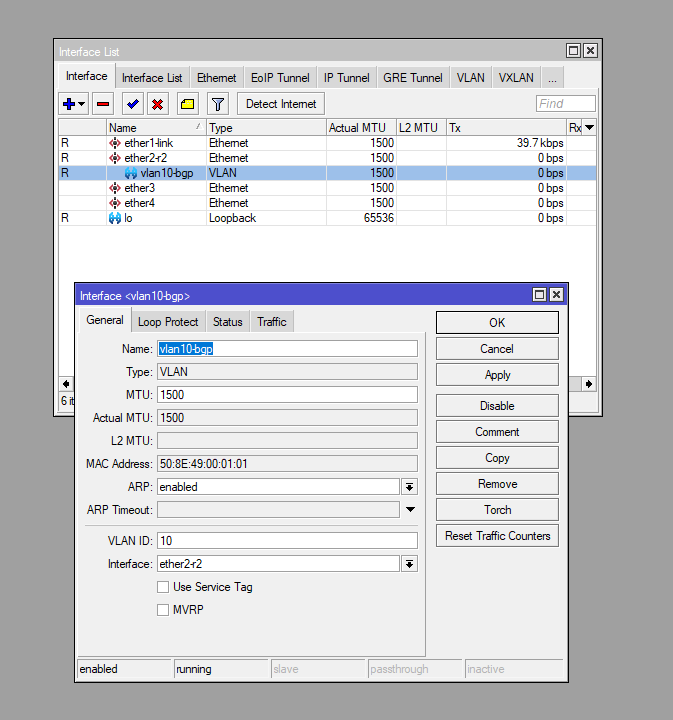 Interface List
Interface Interface List Ethernet EoIP Tunnel IP Tunnel GRE Tunnel VLAN VXLAN ...
Detect Internet Find
Name / Type Actual MTU L2 MTU Tx Rx
R ether1-link Ethernet 1500 39.7 kbps
R ether2-r2 Ethernet 1500 0 bps
R vlan10-bgp VLAN 1500 0 bps
ether3 Ethernet 1500 0 bps
ether4 Ethernet 1500 0 bps
R lo Loopback 65536 0 bps
6
Interface <vlan10-bgp>
General Loop Protect Status Traffic
Name: vlan10-bgp
Type: VLAN
MTU: 1500
Actual MTU: 1500
L2 MTU:
MAC Address: 50:8E:49:00:01:01
ARP: enabled
ARP Timeout:
VLAN ID: 10
Interface: ether2-r2
Use Service Tag
MVRP
OK
Cancel
Apply
Disable
Comment
Copy
Remove
Torch
Reset Traffic Counters
enabled running slave passthrough inactive